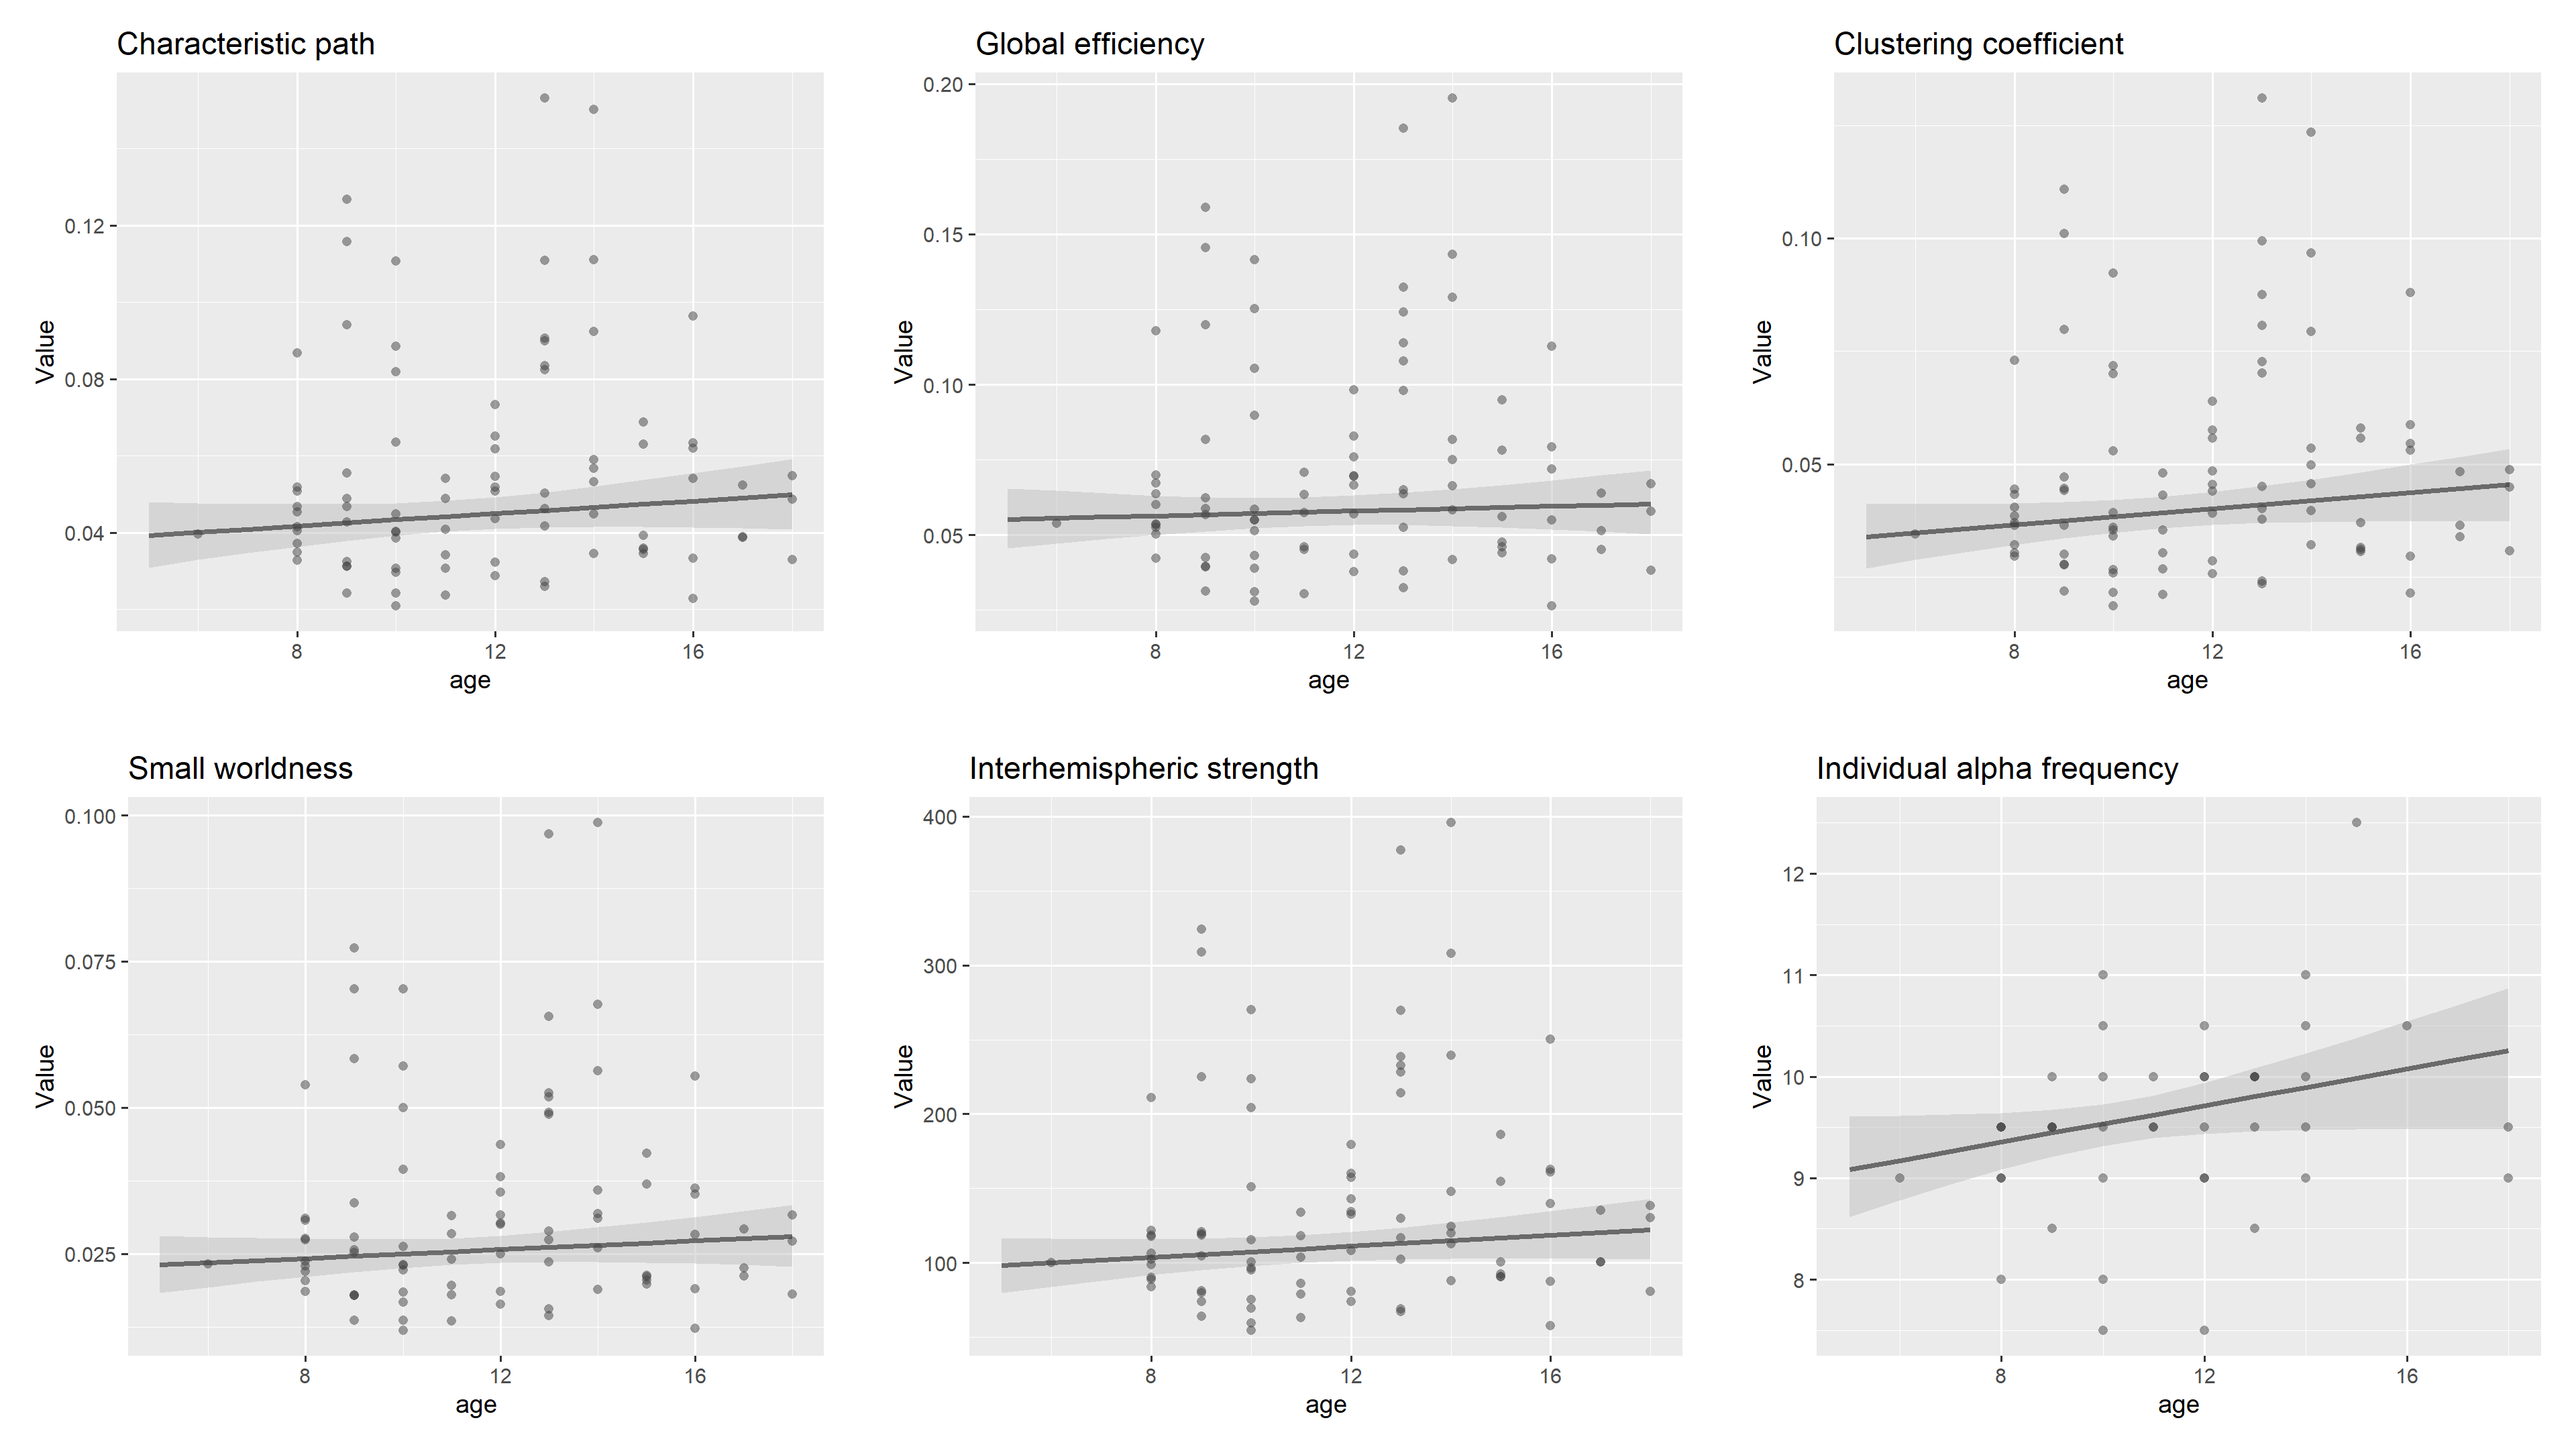 Characteristic path
Global efficiency
Clustering coefficient
0.12
0.08
0.04
Value
8 12 16
age
0.20
0.15
0.10
0.05
Value
8 12 16
age
0.10
0.05
Value
8 12 16
age
Small worldness
Interhemispheric strength
Individual alpha frequency
0.100
0.075
0.050
0.025
Value
8 12 16
age
400
300
200
100
Value
8 12 16
age
12
11
10
9
8
Value
8 12 16
age